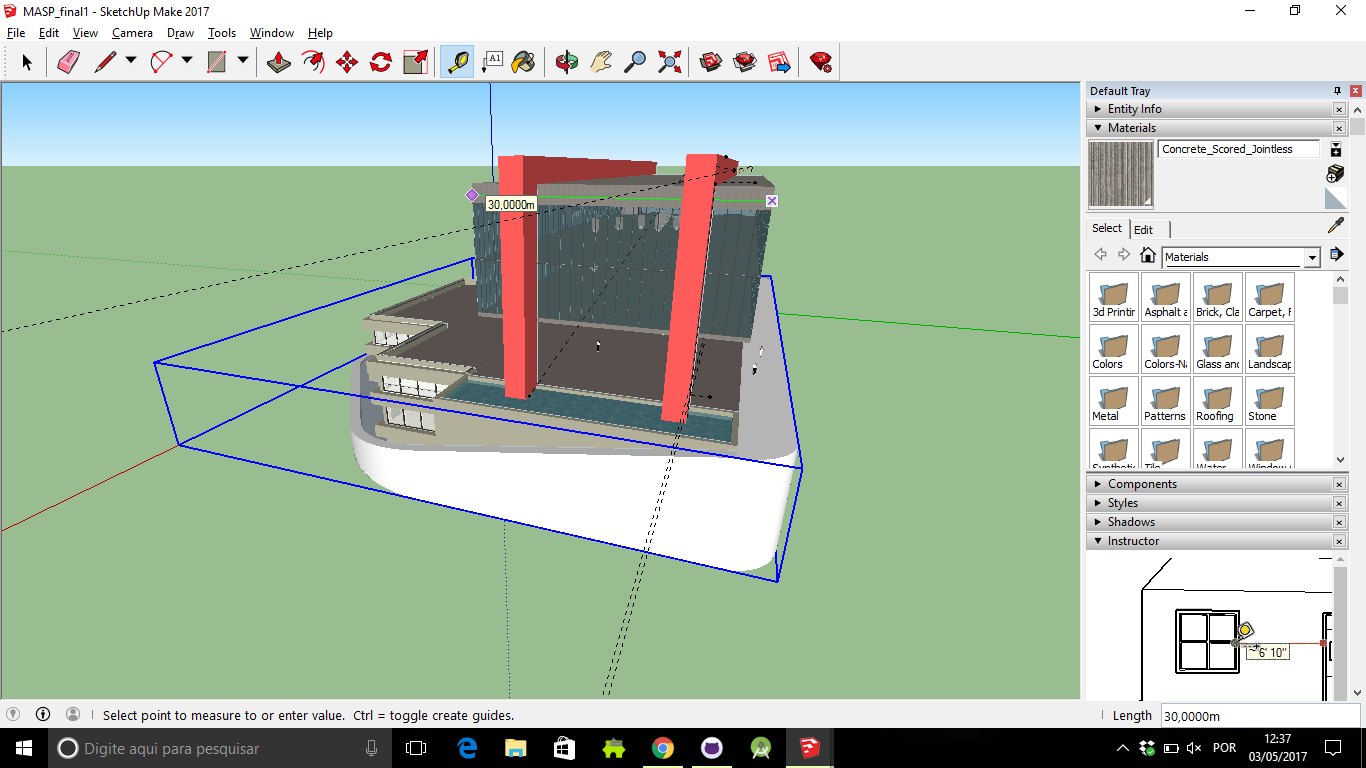 MASP_final1 - SketchUp Make 2017
File Edit View Camera Draw Tools Window Help
A1
30,0000m
Default Tray
Entity Info
Materials
Concrete_Scored_Jointless
Select Edit
Materials
3d Printir Asphalt a Brick, Cla Carpet, F
Colors Colors-N Glass and Landscap
Metal Patterns Roofing Stone
Synthetic Tile Water Window
Components
Styles
Shadows
Instructor
~ 6' 10"
Select point to measure to or enter value. Ctrl = toggle create guides.
Length 30,0000m
Digite aqui para pesquisar
POR
12:37
03/05/2017